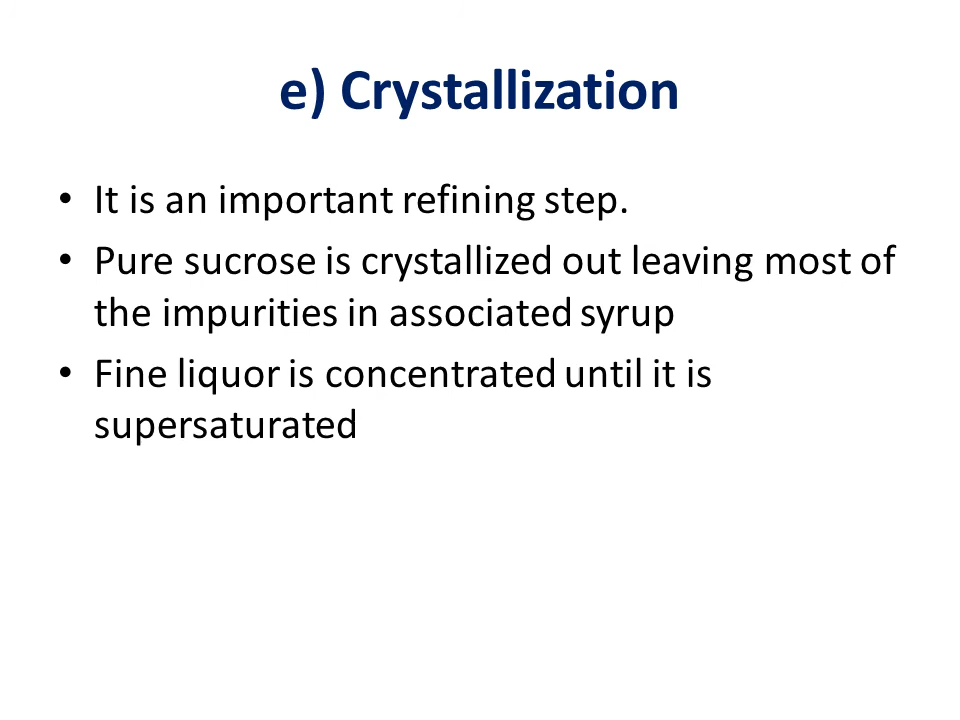 e) Crystallization
• It is an important refining step.
• Pure sucrose is crystallized out leaving most of
the impurities in associated syrup
• Fine liquor is concentrated until it is
supersaturated